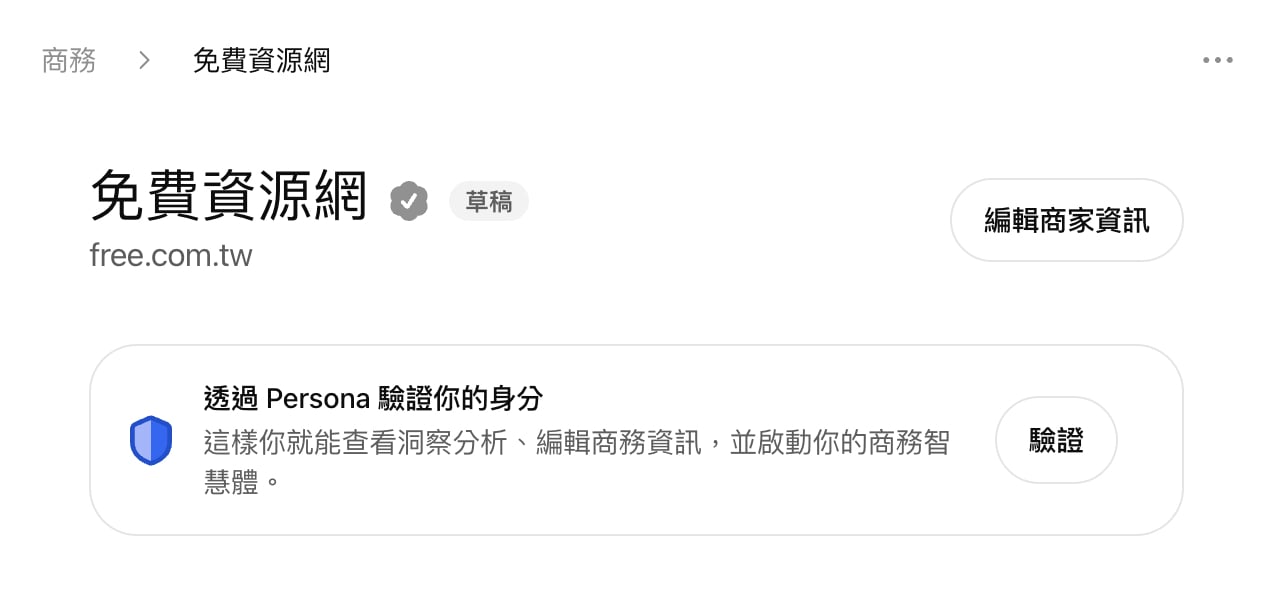 商務 > 免費資源網
免費資源網 草稿
free.com.tw
編輯商家資訊
透過 Persona 驗證你的身分
這樣你就能查看洞察分析、編輯商務資訊,並啟動你的商務智
慧體。
驗證